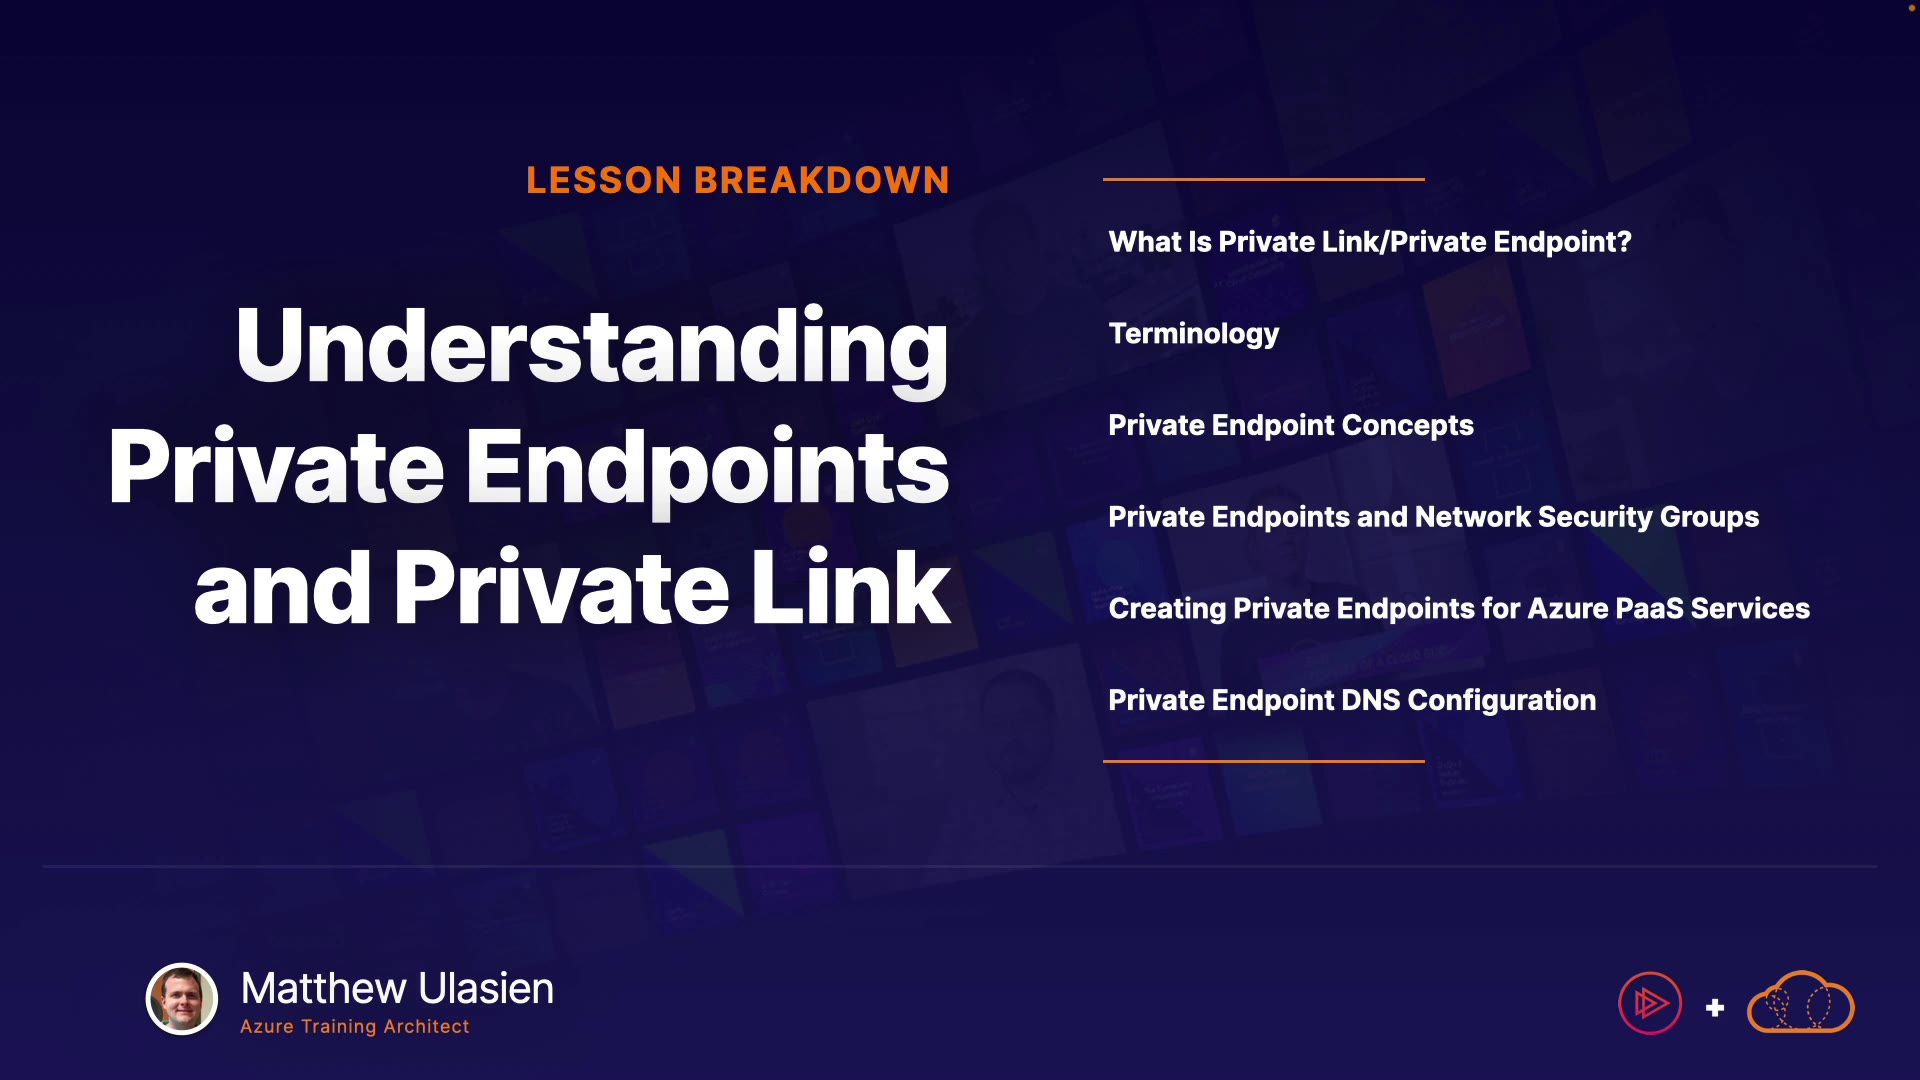 LESSON BREAKDOWN
Understanding
Private Endpoints
and Private Link
What Is Private Link/Private Endpoint?
Terminology
Private Endpoint Concepts
Private Endpoints and Network Security Groups
Creating Private Endpoints for Azure PaaS Services
Private Endpoint DNS Configuration
Matthew Ulasien
Azure Training Architect